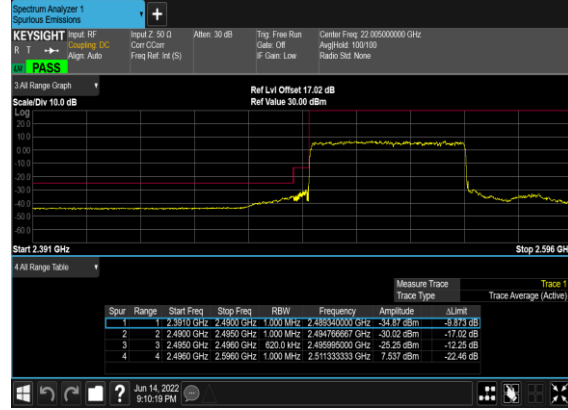 Spectrum Analyzer 1
Spurious Emissions
+
KEYSIGHT Input: RF Input Z: 50 Ω Atten: 30 dB Trig: Free Run Center Freq: 22.005000000 GHz
R T Coupling: DC Corr CCorr Gate: Off Avg|Hold: 100/100
Align: Auto Freq Ref: Int (S) IF Gain: Low Radio Std: None
PASS
3 All Range Graph
Ref Lvl Offset 17.02 dB
Scale/Div 10.0 dB Ref Value 30.00 dBm
Log
20.0
10.0
0.00
-10.0
-20.0
-30.0
-40.0
-50.0
-60.0
Start 2.391 GHz Stop 2.596 GH
4 All Range Table
Measure Trace Trace 1
Trace Type Trace Average (Active)
Spur Range Start Freq Stop Freq RBW Frequency Amplitude ΔLimit
1 1 2.3910 GHz 2.4900 GHz 1.000 MHz 2.489340000 GHz -34.87 dBm -9.873 dB
2 2 2.4900 GHz 2.4950 GHz 1.000 MHz 2.494766667 GHz -30.02 dBm -17.02 dB
3 3 2.4950 GHz 2.4960 GHz 620.0 kHz 2.495995000 GHz -25.25 dBm -12.25 dB
4 4 2.4960 GHz 2.5960 GHz 1.000 MHz 2.511333333 GHz 7.537 dBm -22.46 dB
? Jun 14, 2022
9:10:19 PM